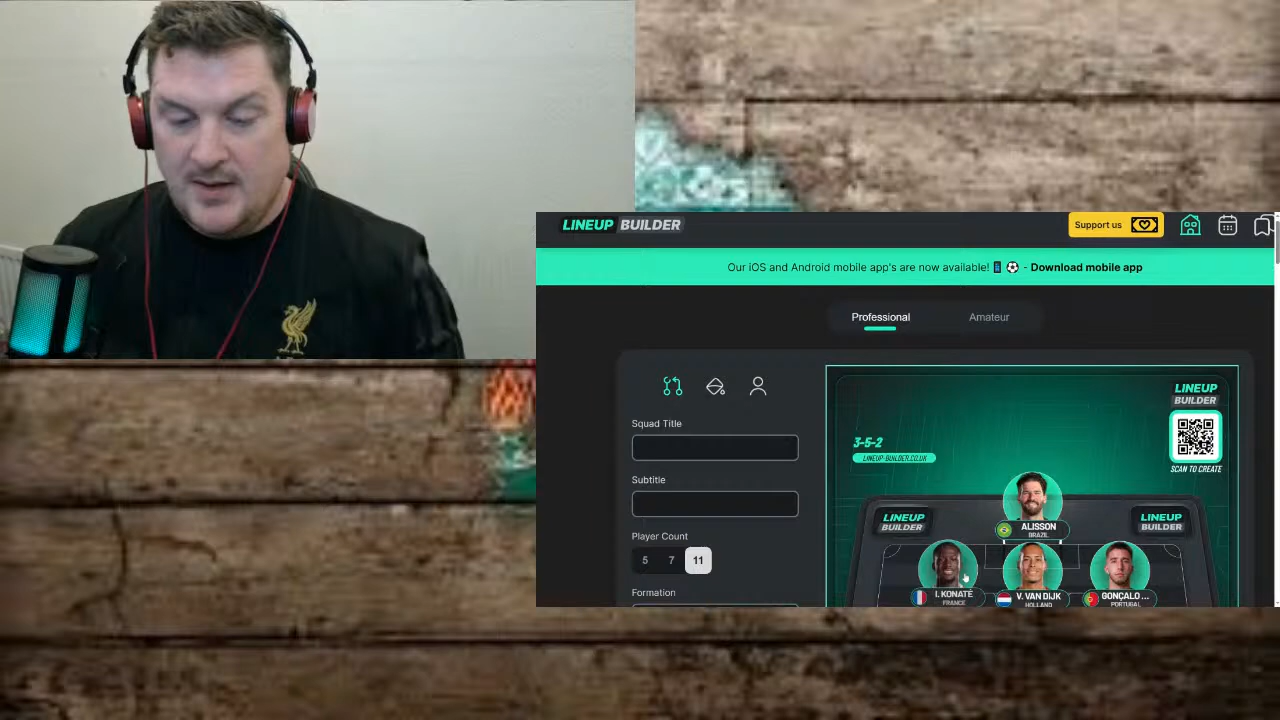 LINEUP BUILDER
Support us
Our iOS and Android mobile app's are now available! - Download mobile app
Professional
Amateur
Squad Title
Subtitle
Player Count
5 7 11
Formation
LINEUP
BUILDER
3-5-2
LINEUP-BUILDER.CO.UK
SCAN TO CREATE
LINEUP
BUILDER
LINEUP
BUILDER
ALISSON
BRAZIL
I. KONATÉ
FRANCE
V. VAN DIJK
HOLLAND
GONÇALO ...
PORTUGAL